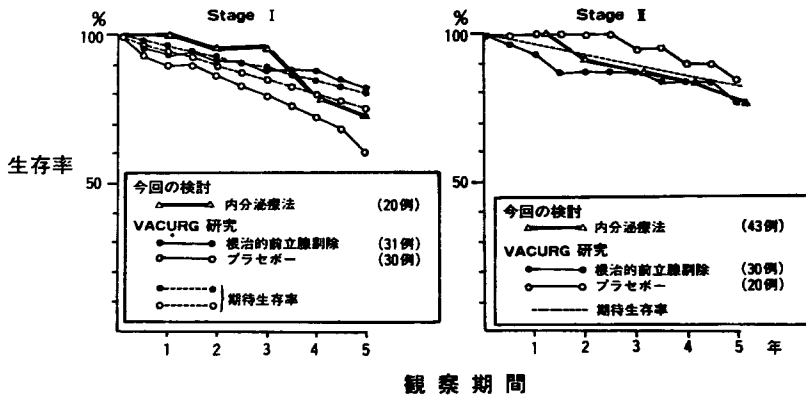 Stage I
%
100
50
生存率
今回の検討
内分泌療法 (20例)
VACURG 研究
根治的前立腺剔除 (31例)
プラセボー (30例)
期待生存率
1 2 3 4 5
Stage II
%
100
50
今回の検討
内分泌療法 (43例)
VACURG 研究
根治的前立腺剔除 (30例)
プラセボー (20例)
期待生存率
1 2 3 4 5 年
観察期間